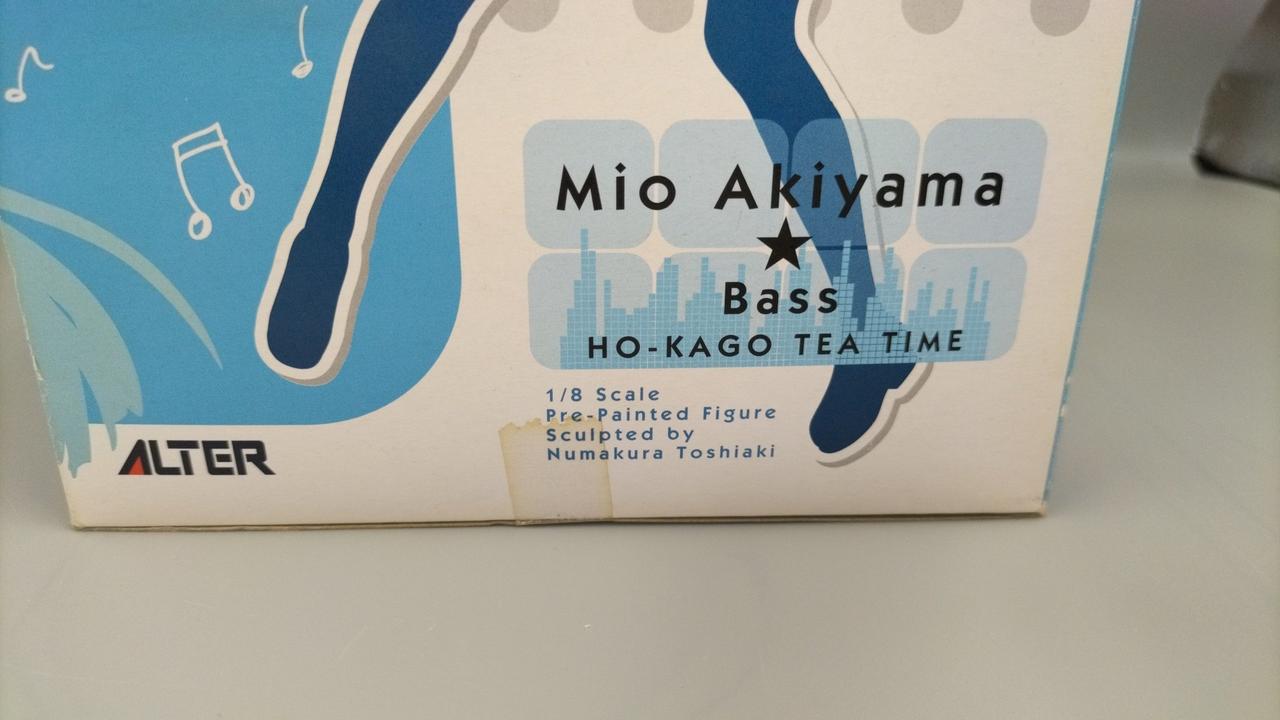 Mio Akiyama
★
Bass
HO-KAGO TEA TIME
1/8 Scale
Pre-Painted Figure
Sculpted by
Numakura Toshiaki
ALTER